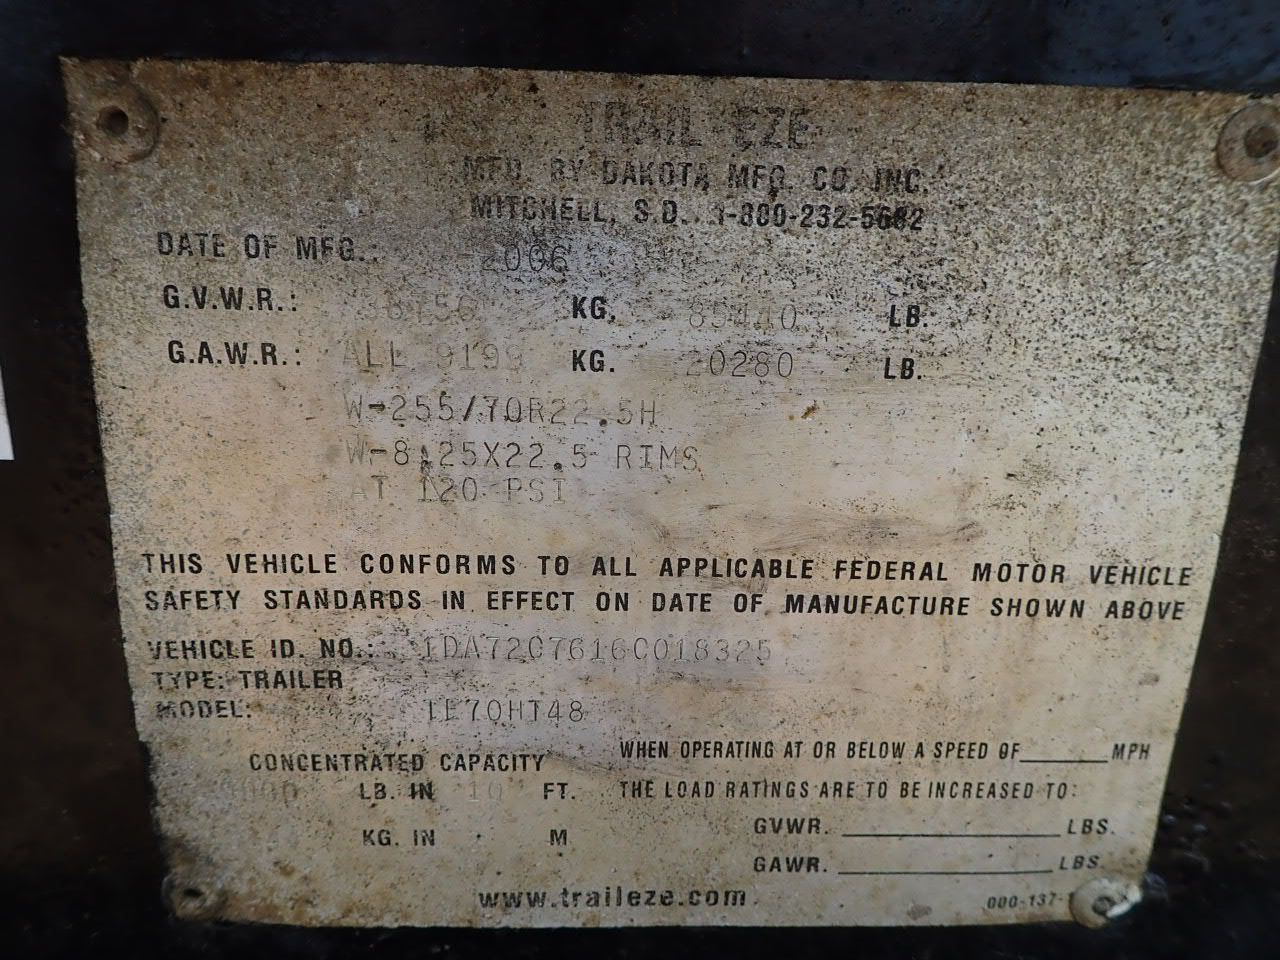 TRAIL-EZE
MFD. BY DAKOTA MFG. CO. INC.
MITCHELL, S.D. 1-800-232-5682
DATE OF MFG.: 2006
G.V.W.R.: KG. LB.
G.A.W.R.: ALL 9199 KG. 20280 LB.
W-255/70R22.5H
W-8.25X22.5 RIMS
AT 120 PSI
THIS VEHICLE CONFORMS TO ALL APPLICABLE FEDERAL MOTOR VEHICLE
SAFETY STANDARDS IN EFFECT ON DATE OF MANUFACTURE SHOWN ABOVE
VEHICLE ID. NO.: 1DA72C7616C018325
TYPE: TRAILER
MODEL: TE70HT48
CONCENTRATED CAPACITY
LB. IN 10 FT.
KG. IN M
WHEN OPERATING AT OR BELOW A SPEED OF MPH
THE LOAD RATINGS ARE TO BE INCREASED TO:
GVWR. LBS.
GAWR. LBS
www.traileze.com